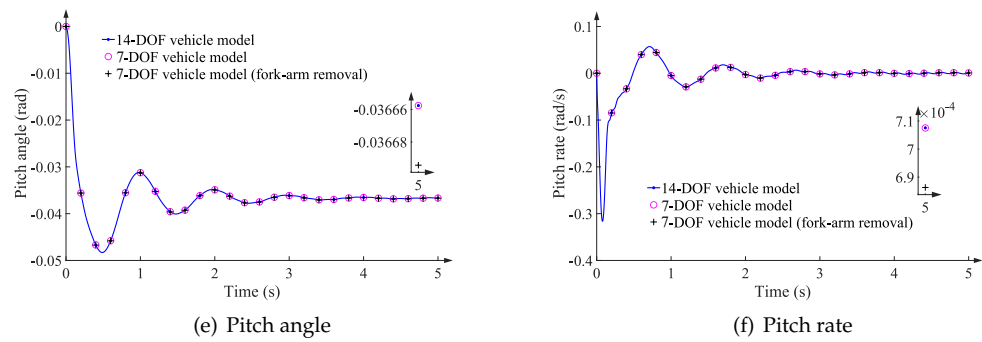 0
-0.01
-0.02
-0.03
-0.04
-0.05
Pitch angle (rad)
14-DOF vehicle model
7-DOF vehicle model
7-DOF vehicle model (fork-arm removal)
-0.03666
-0.03668
5
0 1 2 3 4 5
Time (s)
(e) Pitch angle
0.1
0
-0.1
-0.2
-0.3
-0.4
Pitch rate (rad/s)
×10⁻⁴
7.1
7
6.9
5
14-DOF vehicle model
7-DOF vehicle model
7-DOF vehicle model (fork-arm removal)
0 1 2 3 4 5
Time (s)
(f) Pitch rate